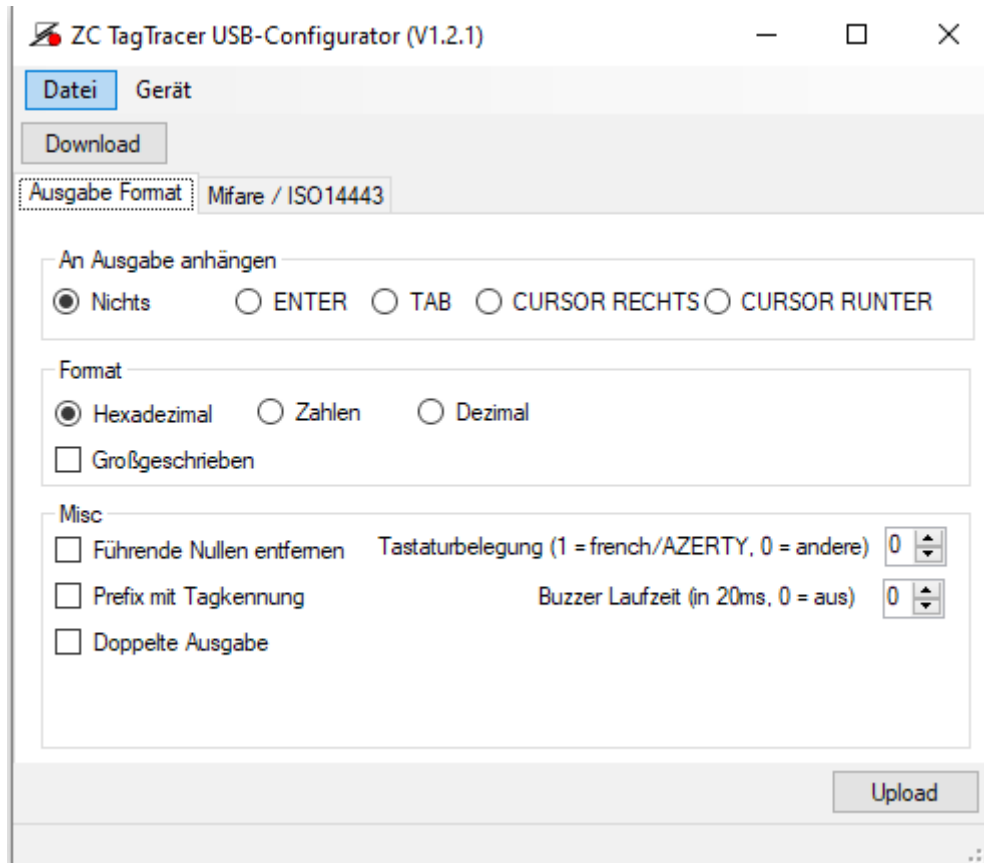 ZC TagTracer USB-Configurator (V1.2.1)
Datei Gerät
Download
Ausgabe Format Mifare / ISO14443
An Ausgabe anhängen
Nichts ENTER TAB CURSOR RECHTS CURSOR RUNTER
Format
Hexadezimal Zahlen Dezimal
Großgeschrieben
Misc
Führende Nullen entfernen Tastaturbelegung (1 = french/AZERTY, 0 = andere) 0
Prefix mit Tagkennung Buzzer Laufzeit (in 20ms, 0 = aus) 0
Doppelte Ausgabe
Upload